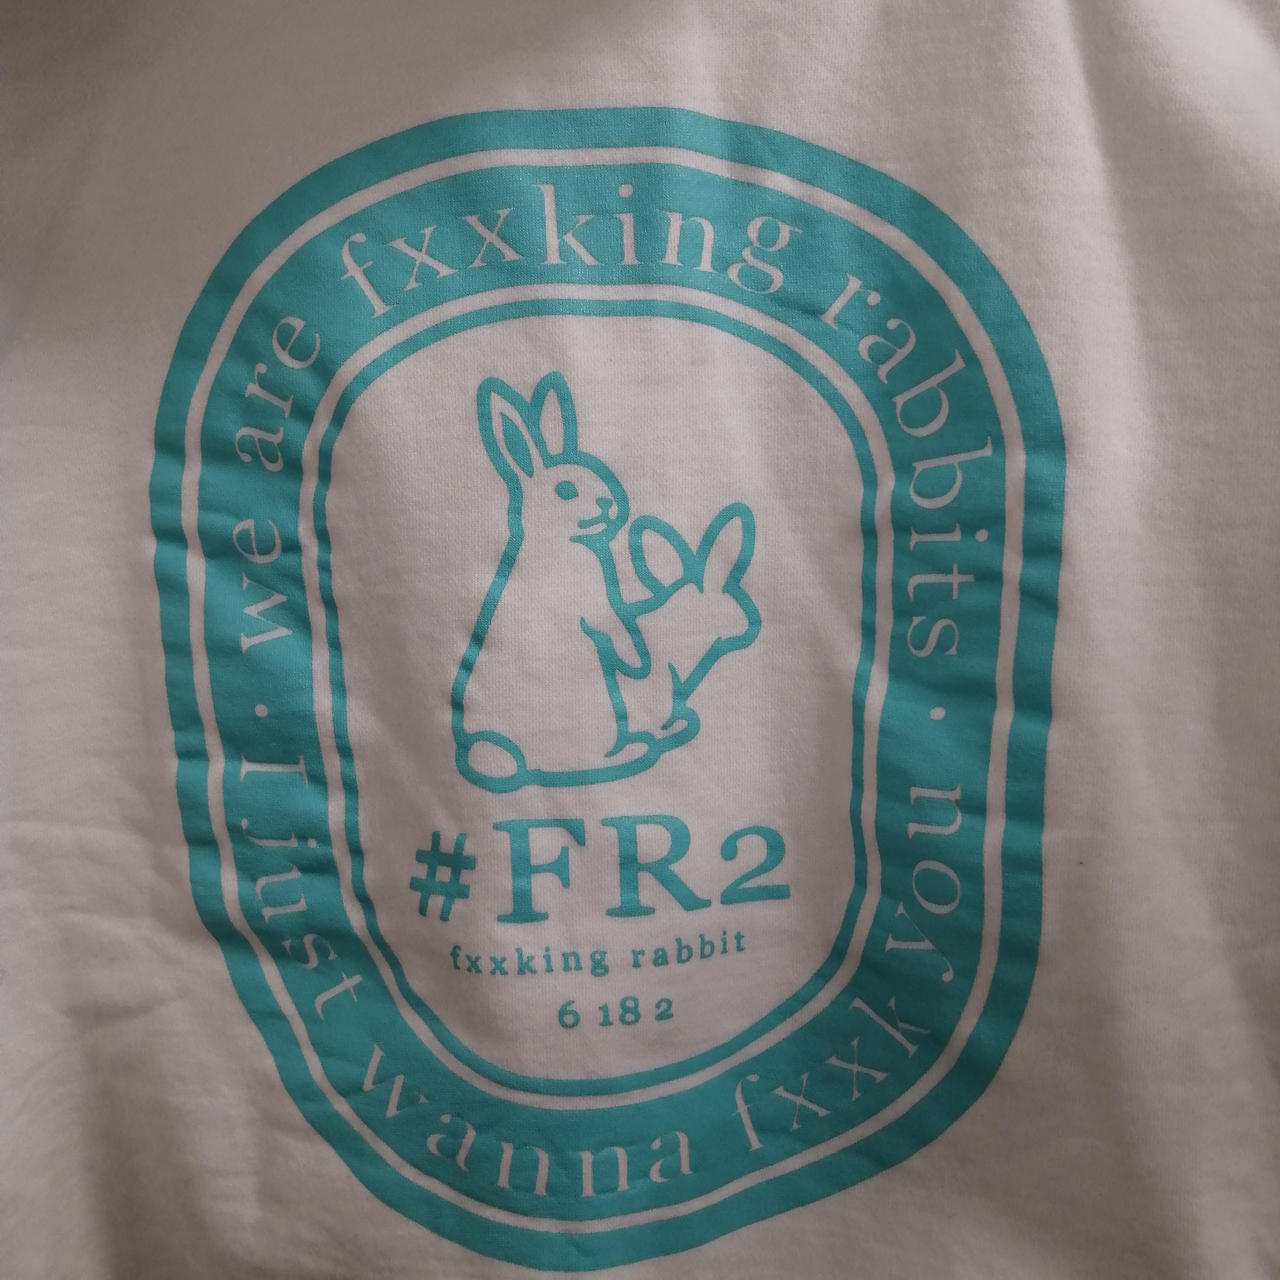 · we are fxxking rabbits ·
I just wanna fxxk you
#FR2
fxxking rabbit
6 18 2